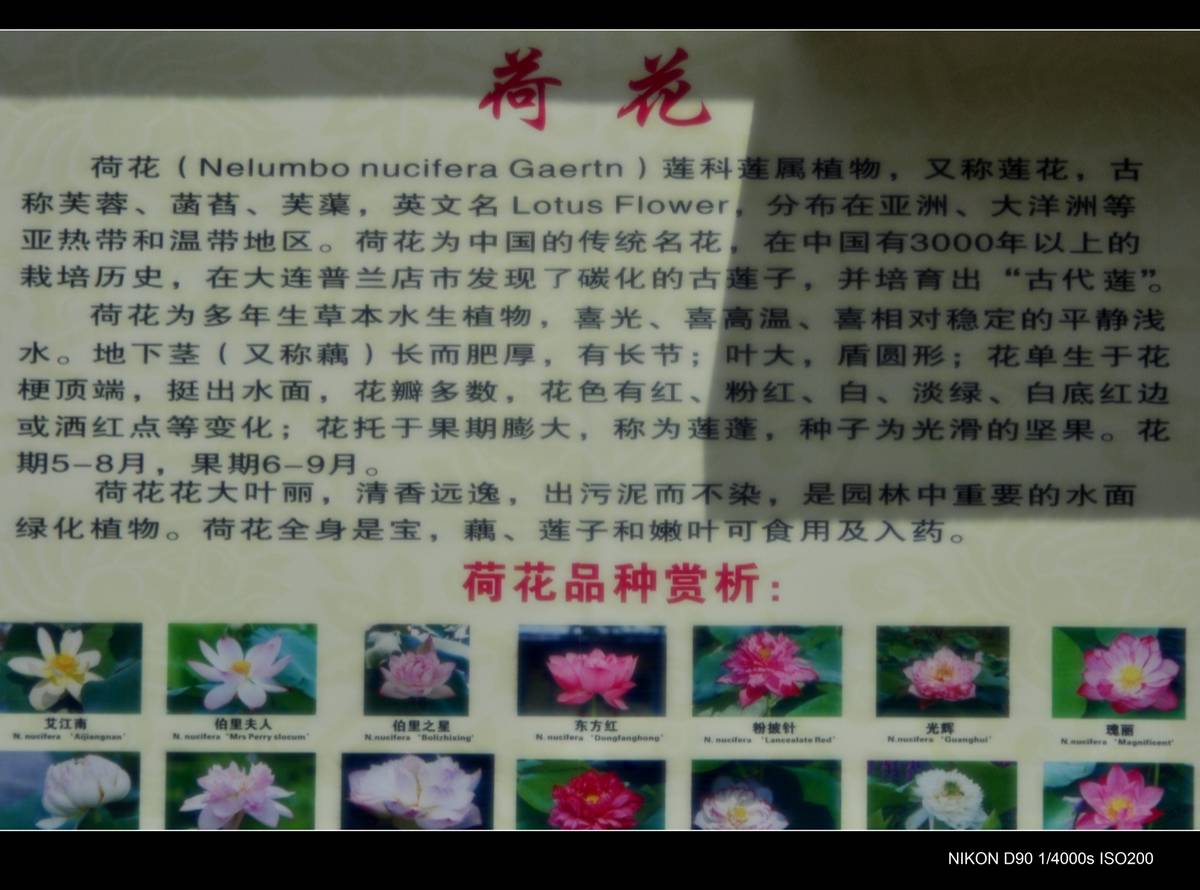 荷花
荷花（Nelumbo nucifera Gaertn）莲科莲属植物，又称莲花，古
称芙蓉、菡萏、芙蕖，英文名 Lotus Flower，分布在亚洲、大洋洲等
亚热带和温带地区。荷花为中国的传统名花，在中国有3000年以上的
栽培历史，在大连普兰店市发现了碳化的古莲子，并培育出“古代莲”。
荷花为多年生草本水生植物，喜光、喜高温、喜相对稳定的平静浅
水。地下茎（又称藕）长而肥厚，有长节；叶大，盾圆形；花单生于花
梗顶端，挺出水面，花瓣多数，花色有红、粉红、白、淡绿、白底红边
或洒红点等变化；花托于果期膨大，称为莲蓬，种子为光滑的坚果。花
期5-8月，果期6-9月。
荷花花大叶丽，清香远逸，出污泥而不染，是园林中重要的水面
绿化植物。荷花全身是宝，藕、莲子和嫩叶可食用及入药。
荷花品种赏析：
艾江南 伯里夫人 伯里之星 东方红 粉披针 光辉 瑰丽
N. nucifera 'Aijiangnan' N. nucifera 'Mrs Perry slocum' N. nucifera 'Bolizhixing' N. nucifera 'Dongfanghong' N. nucifera 'Lancealate Red' N. nucifera 'Guanghui' N. nucifera 'Magnificent'
NIKON D90 1/4000s ISO200